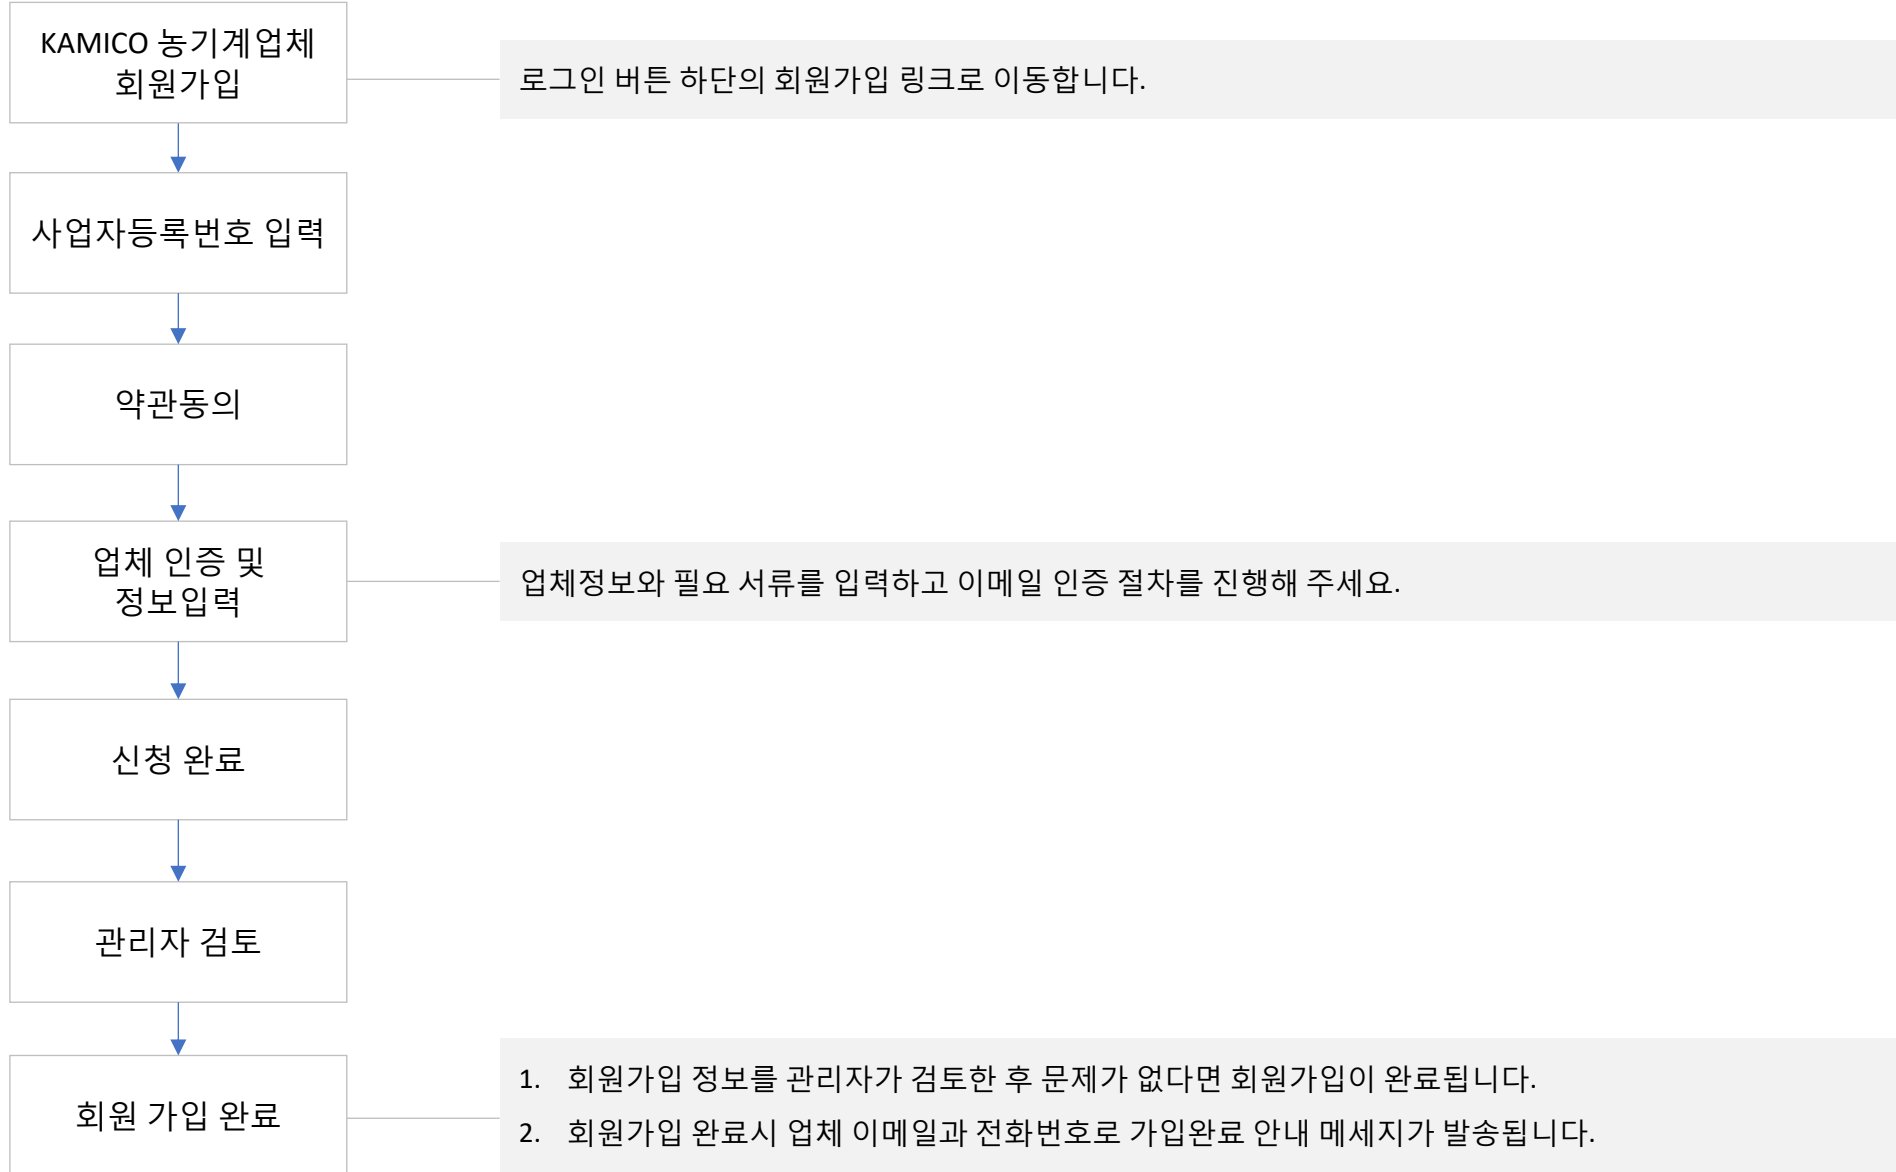 KAMICO 농기계업체
회원가입
로그인 버튼 하단의 회원가입 링크로 이동합니다.
사업자등록번호 입력
약관동의
업체 인증 및
정보입력
업체정보와 필요 서류를 입력하고 이메일 인증 절차를 진행해 주세요.
신청 완료
관리자 검토
회원 가입 완료
1. 회원가입 정보를 관리자가 검토한 후 문제가 없다면 회원가입이 완료됩니다.
2. 회원가입 완료시 업체 이메일과 전화번호로 가입완료 안내 메세지가 발송됩니다.